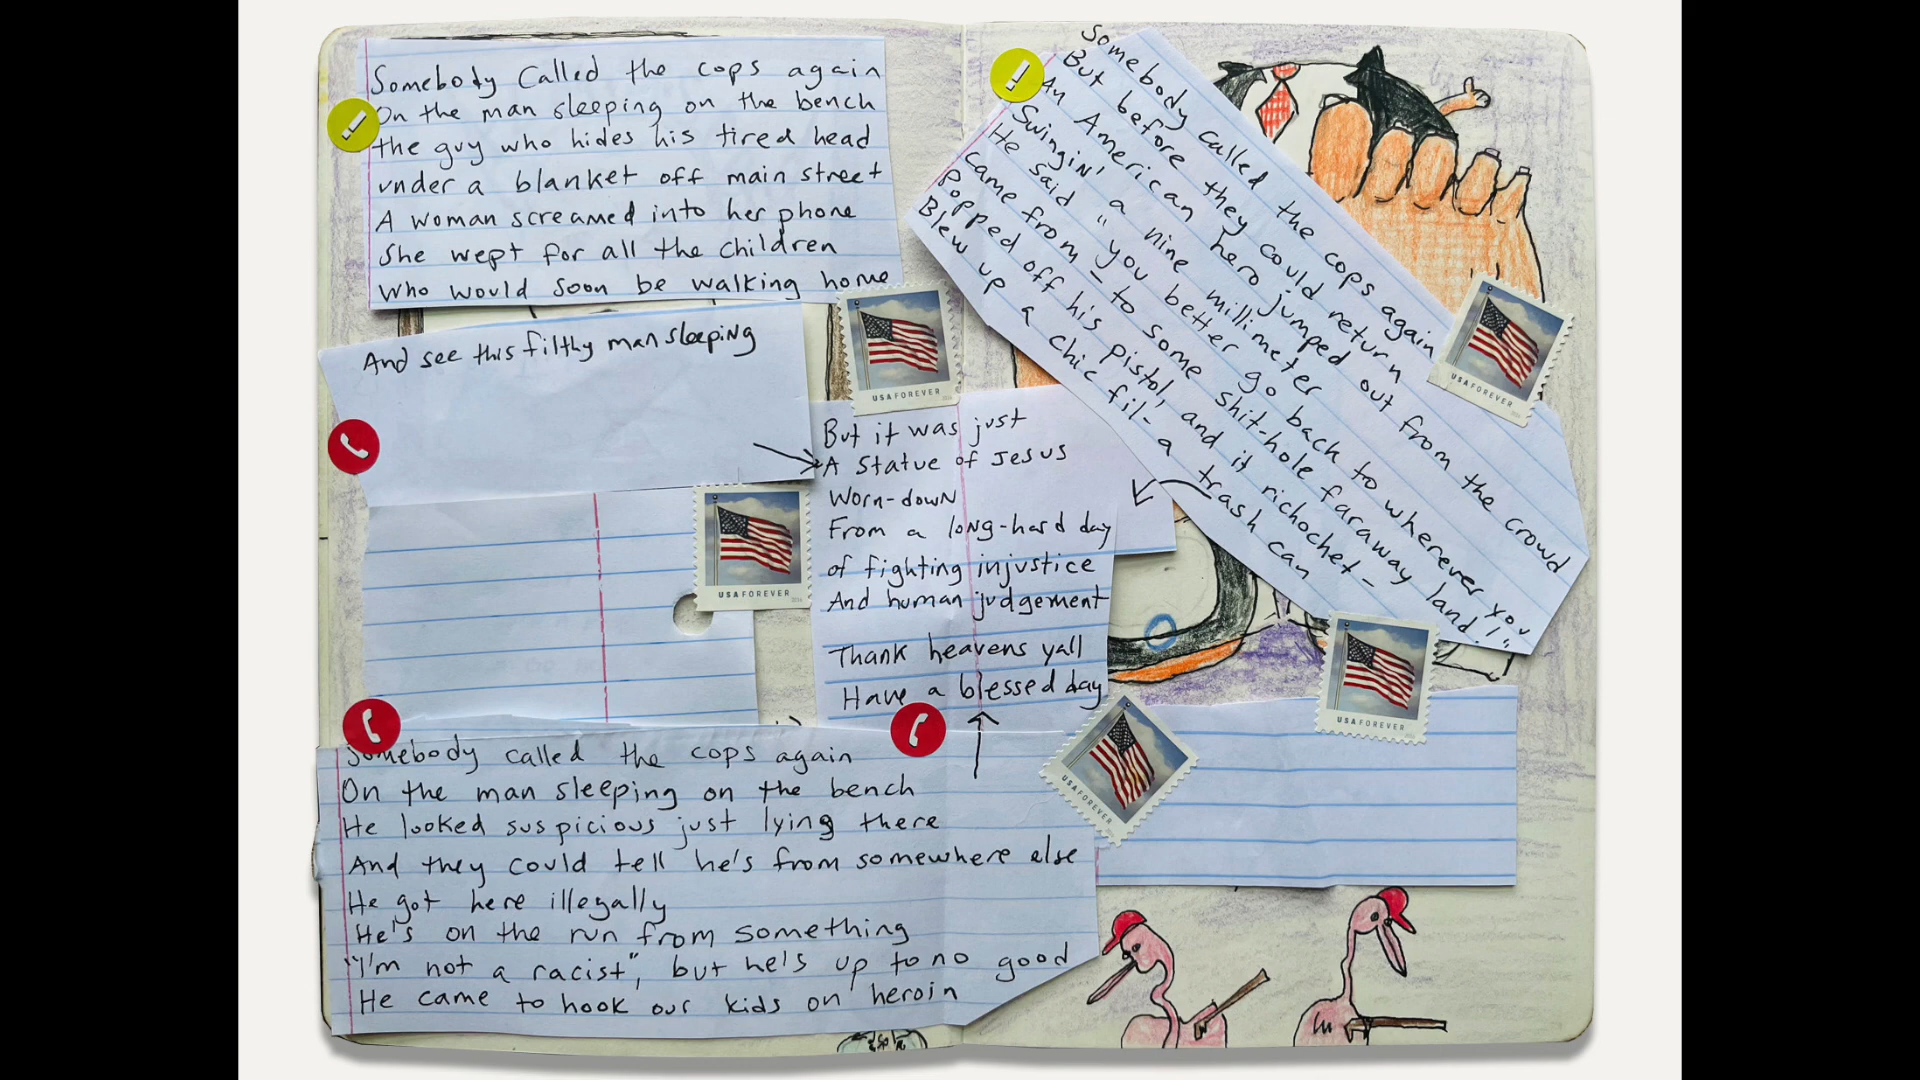 Somebody Called the cops again
On the man sleeping on the bench
the guy who hides his tired head
under a blanket off main street
A woman screamed into her phone
She wept for all the children
Who would soon be walking home
And see this filthy man sleeping
But it was just
A Statue of Jesus
Worn-down
From a long-hard day
of fighting injustice
And human judgement
Thank heavens yall
Have a blessed day
Somebody called the cops again
On the man sleeping on the bench
He looked suspicious just lying there
And they could tell he's from somewhere else
He got here illegally
He's on the run from something
"I'm not a racist", but he's up to no good
He came to hook our kids on heroin
Somebody called the cops again
But before they could return
An American hero jumped out from the crowd
Swingin' a nine millimeter
He said "you better go back to wherever you
came from - to some shit-hole faraway land!"
Popped off his pistol, and it richochet-
Blew up a chic fil-a trash can
USA FOREVER
USA FOREVER
USA FOREVER
USA FOREVER
USA FOREVER